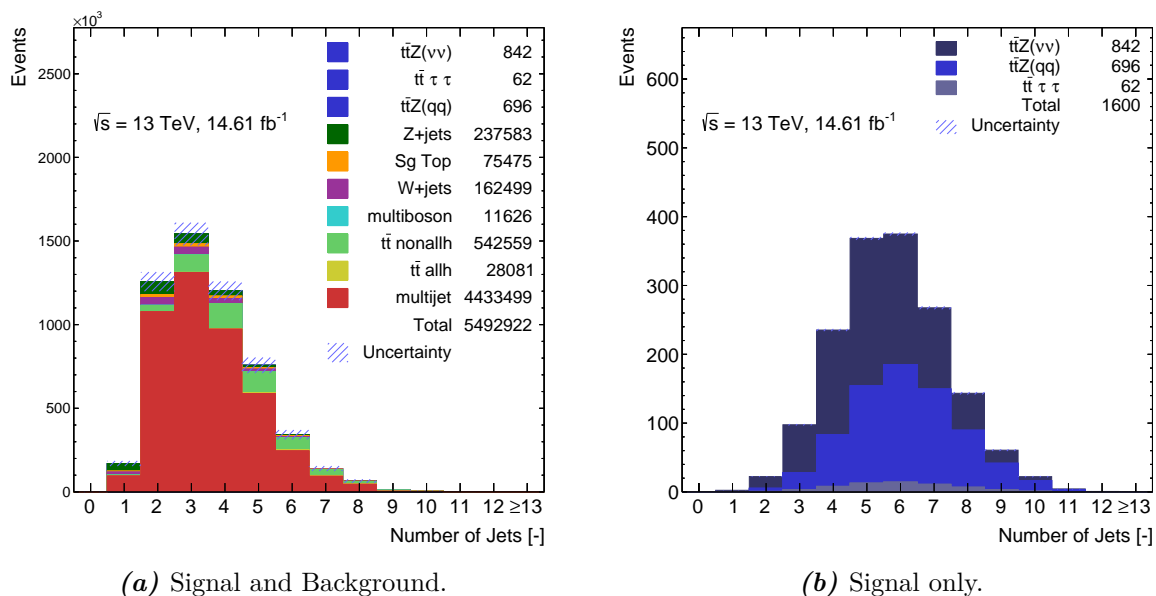 ×10³
Events
2500
2000
1500
1000
500
0
√s = 13 TeV, 14.61 fb⁻¹
tt̄Z(νν) 842
tt̄ τ τ 62
tt̄Z(qq) 696
Z+jets 237583
Sg Top 75475
W+jets 162499
multiboson 11626
tt̄ nonallh 542559
tt̄ allh 28081
multijet 4433499
Total 5492922
Uncertainty
0 1 2 3 4 5 6 7 8 9 10 11 12 ≥13
Number of Jets [-]
(a) Signal and Background.
Events
600
500
400
300
200
100
0
√s = 13 TeV, 14.61 fb⁻¹
tt̄Z(νν) 842
tt̄Z(qq) 696
tt̄ τ τ 62
Total 1600
Uncertainty
0 1 2 3 4 5 6 7 8 9 10 11 12 ≥13
Number of Jets [-]
(b) Signal only.